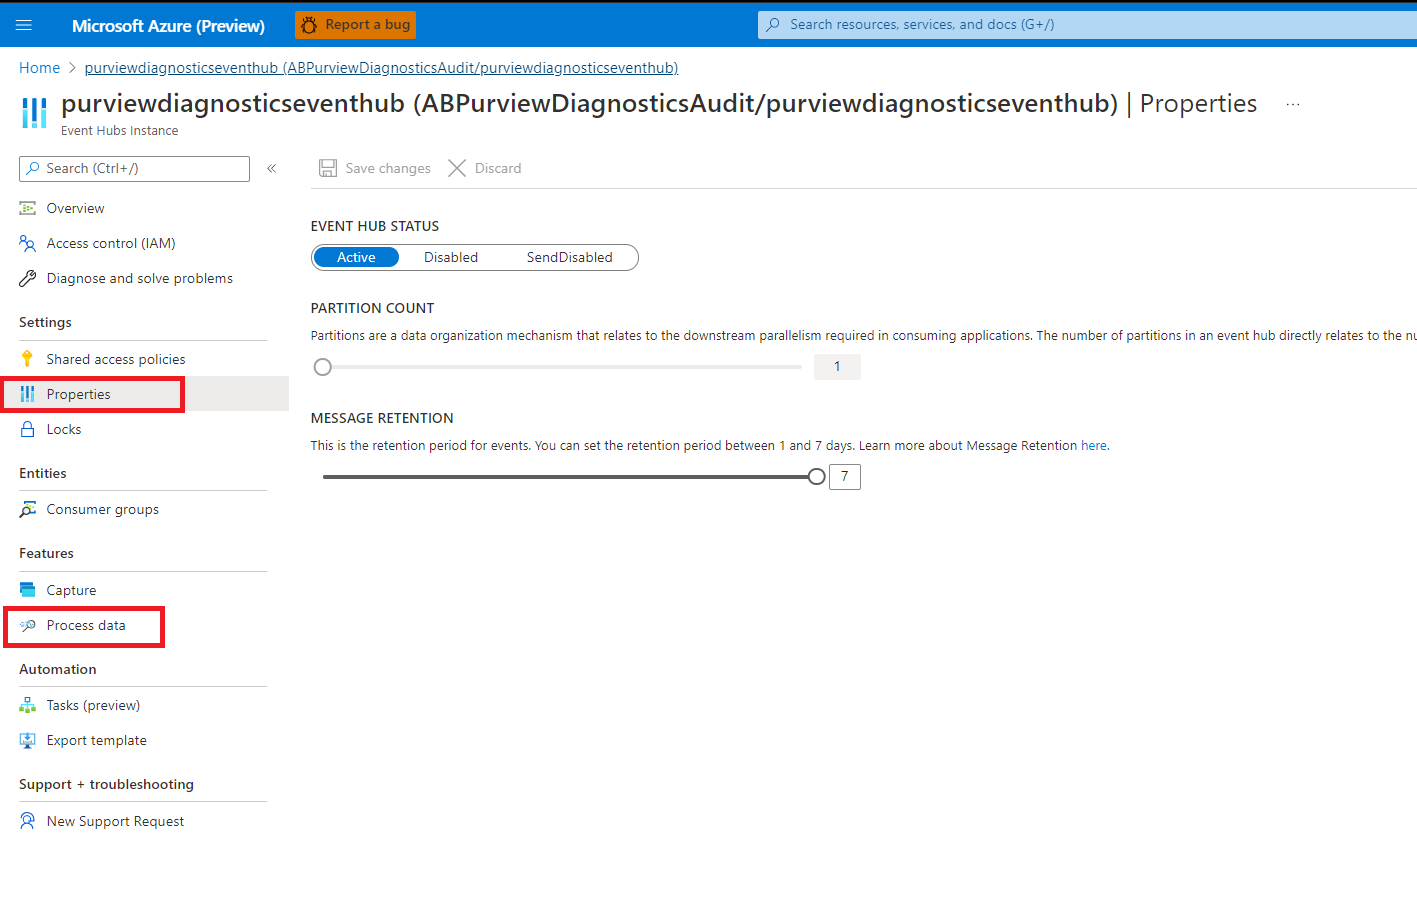 Microsoft Azure (Preview)
Report a bug
Search resources, services, and docs (G+/)
Home > purviewdiagnosticseventhub (ABPurviewDiagnosticsAudit/purviewdiagnosticseventhub)
purviewdiagnosticseventhub (ABPurviewDiagnosticsAudit/purviewdiagnosticseventhub) | Properties ...
Event Hubs Instance
Search (Ctrl+/)
«
Save changes
Discard
Overview
Access control (IAM)
Diagnose and solve problems
Settings
Shared access policies
Properties
Locks
Entities
Consumer groups
Features
Capture
Process data
Automation
Tasks (preview)
Export template
Support + troubleshooting
New Support Request
EVENT HUB STATUS
Active Disabled SendDisabled
PARTITION COUNT
Partitions are a data organization mechanism that relates to the downstream parallelism required in consuming applications. The number of partitions in an event hub directly relates to the
1
MESSAGE RETENTION
This is the retention period for events. You can set the retention period between 1 and 7 days. Learn more about Message Retention here.
7